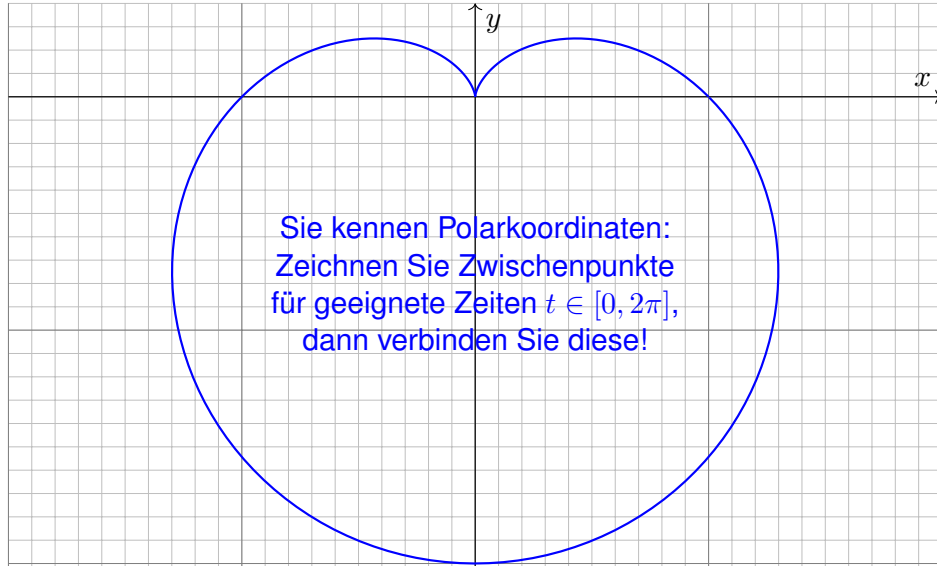 y
x
Sie kennen Polarkoordinaten:
Zeichnen Sie Zwischenpunkte
für geeignete Zeiten t ∈ [0, 2π],
dann verbinden Sie diese!